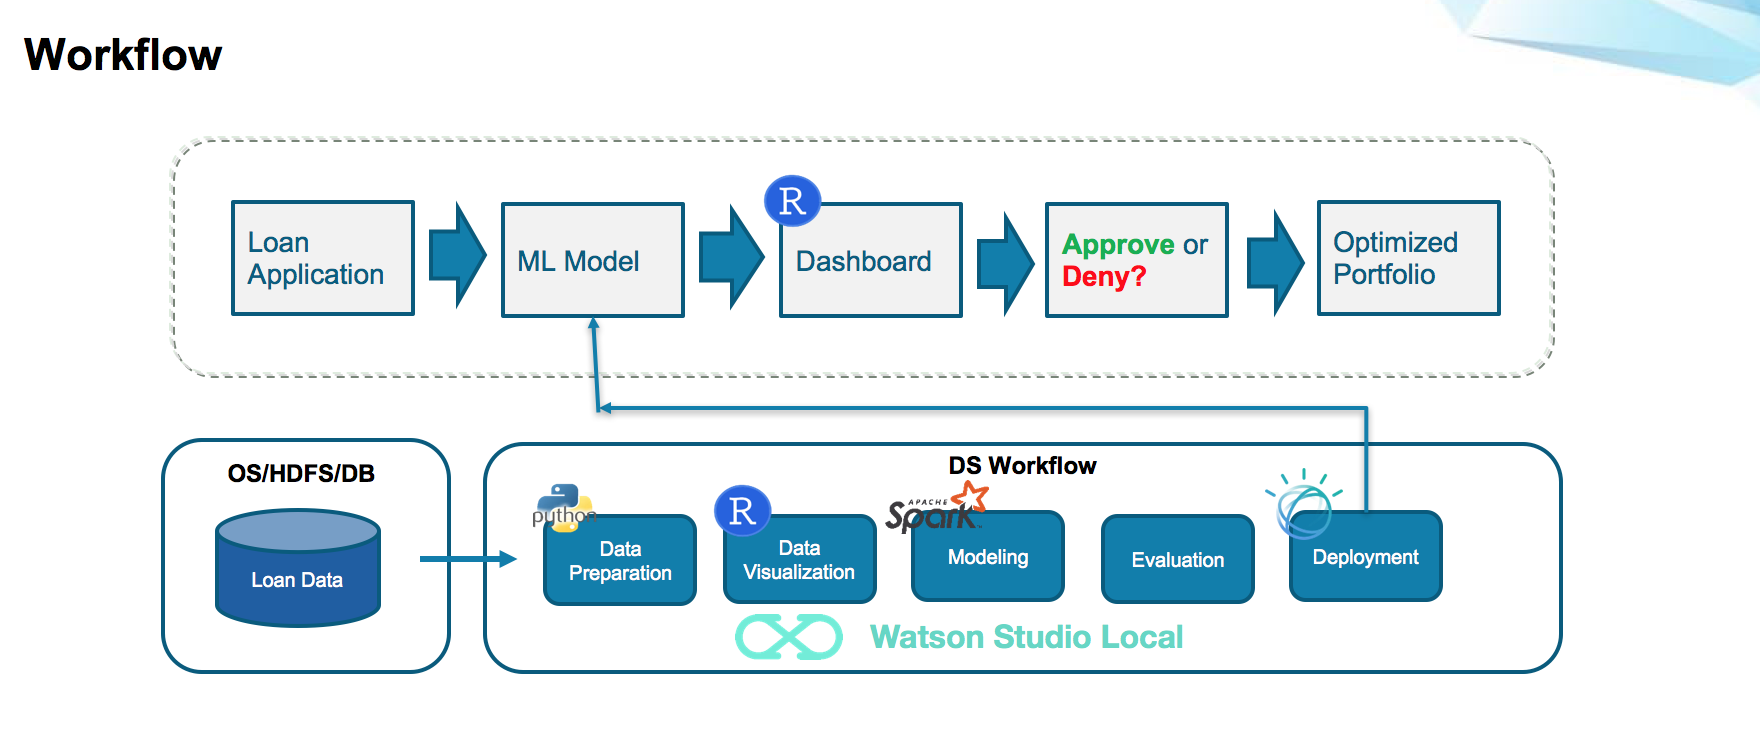 Workflow
Loan
Application
ML Model
R
Dashboard
Approve or
Deny?
Optimized
Portfolio
OS/HDFS/DB
Loan Data
DS Workflow
python
Data
Preparation
R
Data
Visualization
APACHE
Spark™
Modeling
Evaluation
Deployment
Watson Studio Local